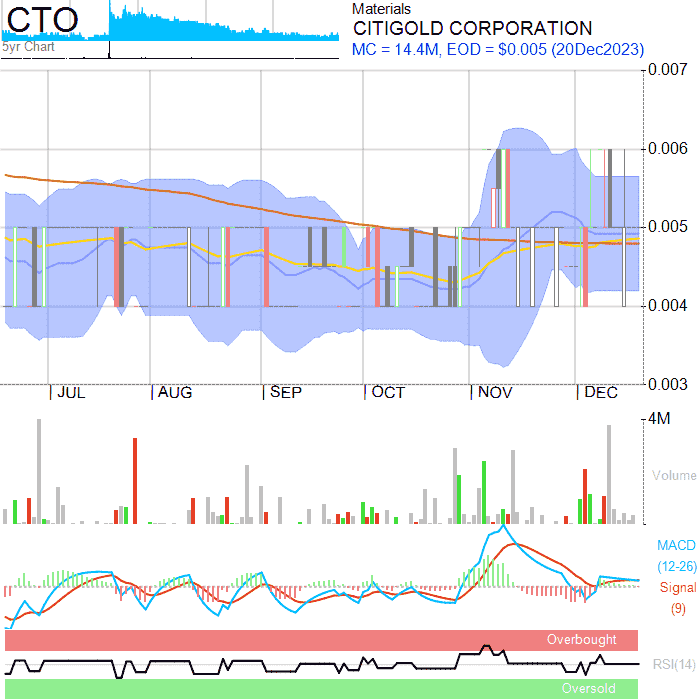 CTO
5yr Chart
Materials
CITIGOLD CORPORATION
MC = 14.4M, EOD = $0.005 (20Dec2023)
0.007
0.006
0.005
0.004
0.003
JUL AUG SEP OCT NOV DEC
4M
Volume
MACD
(12-26)
Signal
(9)
Overbought
RSI(14)
Oversold